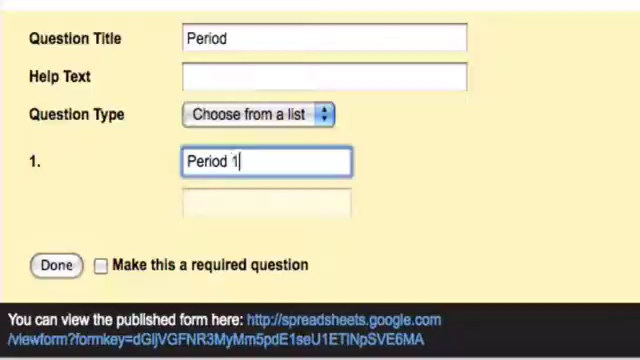 Question Title Period
Help Text
Question Type Choose from a list
1. Period 1
Done Make this a required question
You can view the published form here: http://spreadsheets.google.com
/viewform?formkey=dGljVGFNR3MyMm5pdE1seU1ETlNpSVE6MA